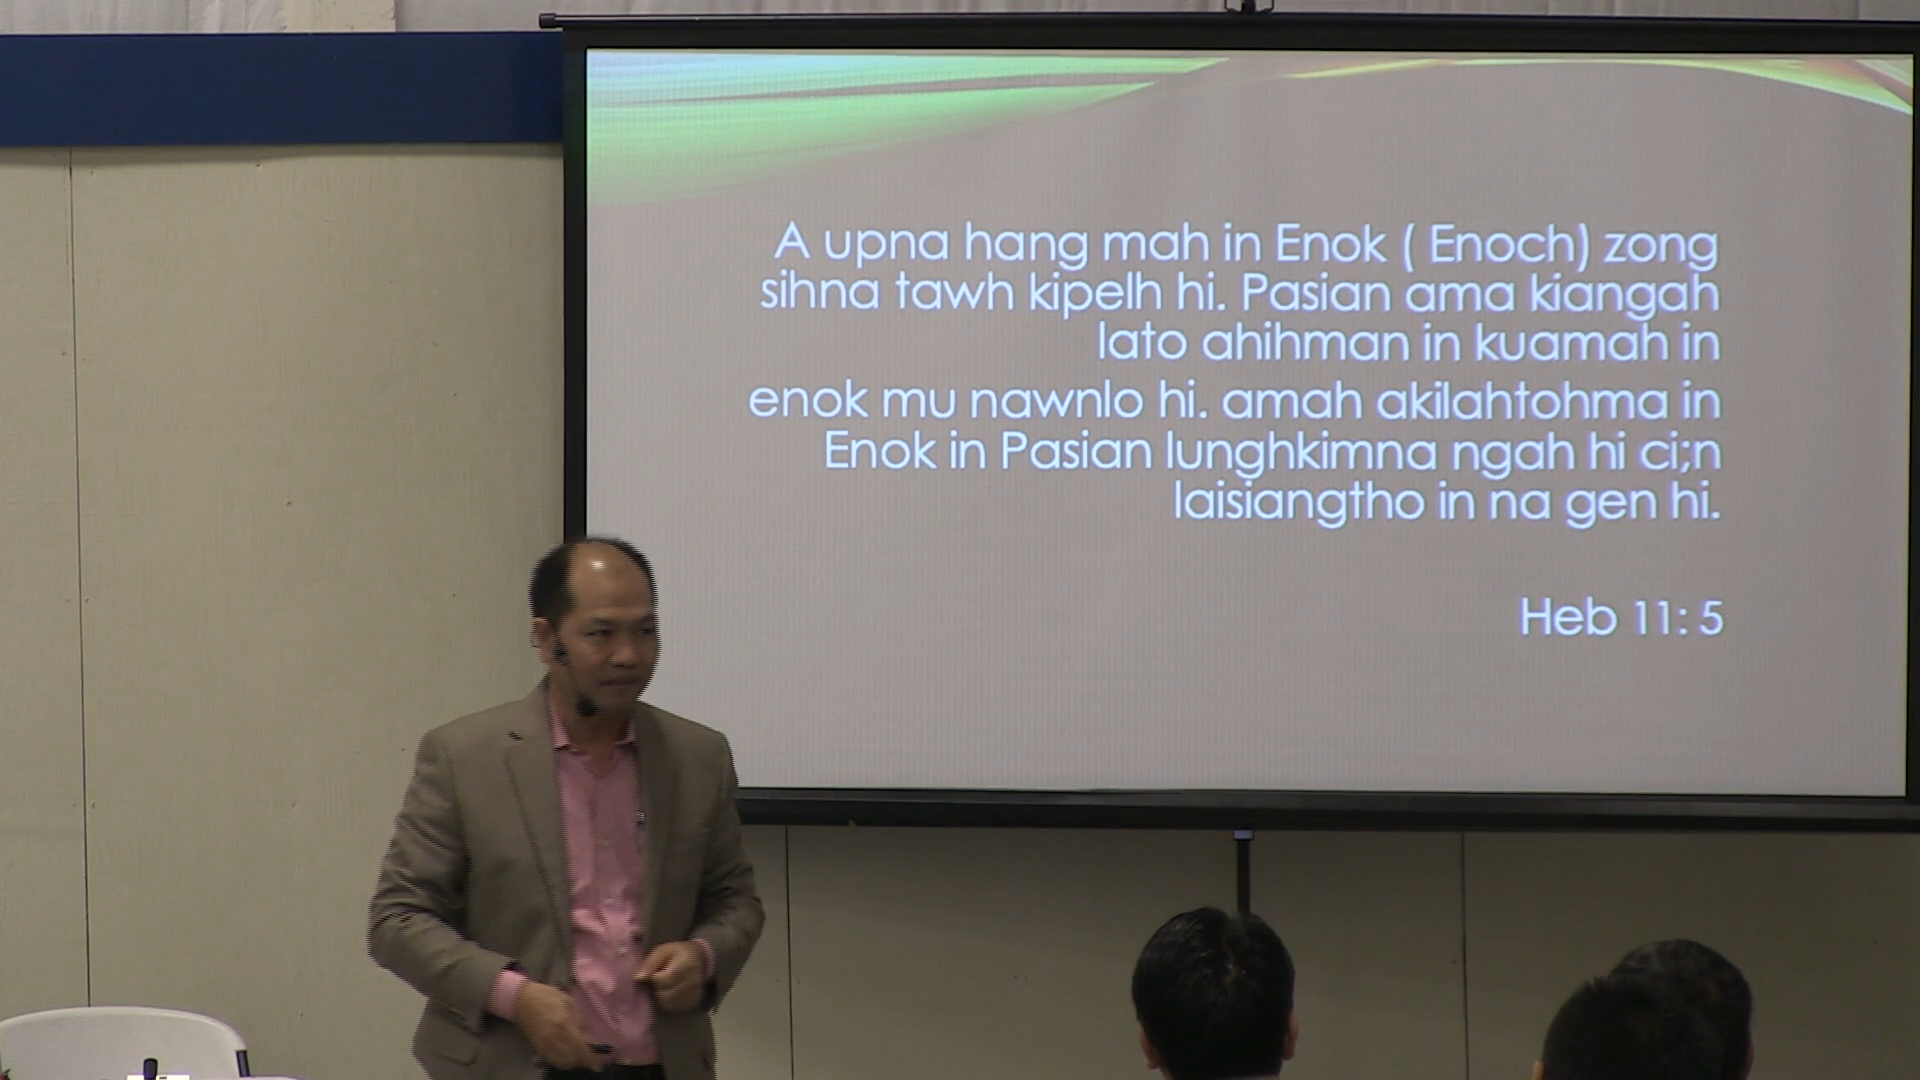 A upna hang mah in Enok ( Enoch) zong
sihna tawh kipelh hi. Pasian ama kiangah
lato ahihman in kuamah in
enok mu nawnlo hi. amah akilahtohma in
Enok in Pasian lunghkimna ngah hi ci;n
laisiangtho in na gen hi.
Heb 11: 5